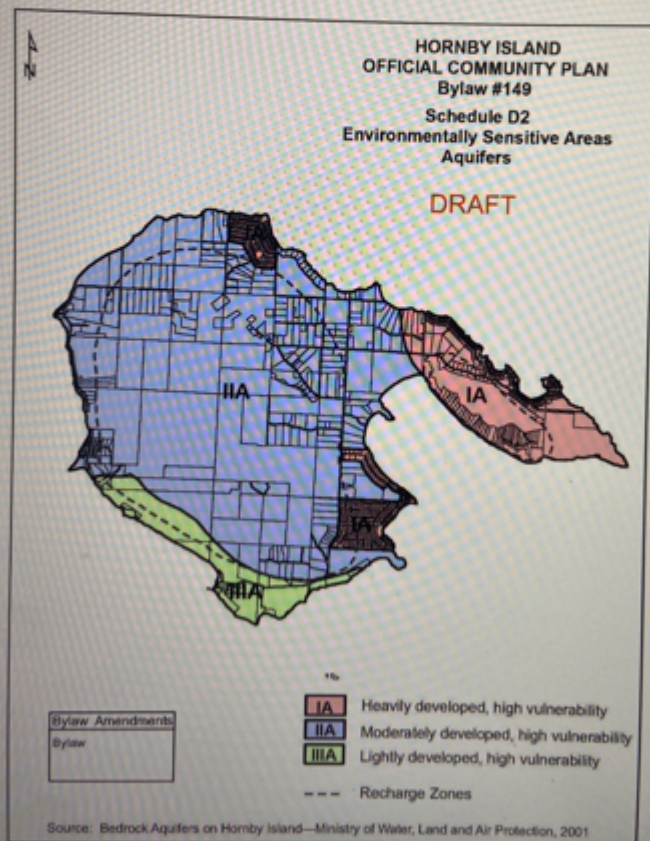 N
HORNBY ISLAND
OFFICIAL COMMUNITY PLAN
Bylaw #149
Schedule D2
Environmentally Sensitive Areas
Aquifers
DRAFT
IIA
IA
IA
IIIA
IA Heavily developed, high vulnerability
IIA Moderately developed, high vulnerability
IIIA Lightly developed, high vulnerability
Recharge Zones
Bylaw Amendments
Bylaw
Source: Bedrock Aquifers on Hornby Island—Ministry of Water, Land and Air Protection, 2001